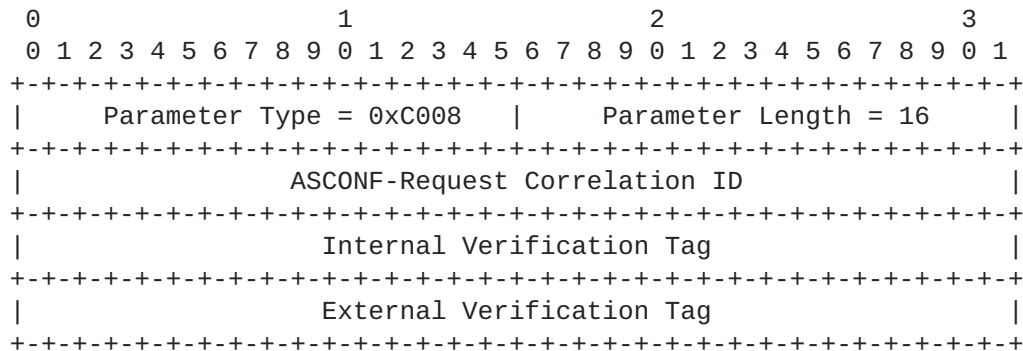 0                   1                   2                   3
 0 1 2 3 4 5 6 7 8 9 0 1 2 3 4 5 6 7 8 9 0 1 2 3 4 5 6 7 8 9 0 1
+-+-+-+-+-+-+-+-+-+-+-+-+-+-+-+-+-+-+-+-+-+-+-+-+-+-+-+-+-+-+-+-+
|     Parameter Type = 0xC008   |     Parameter Length = 16     |
+-+-+-+-+-+-+-+-+-+-+-+-+-+-+-+-+-+-+-+-+-+-+-+-+-+-+-+-+-+-+-+-+
|                 ASCONF-Request Correlation ID                 |
+-+-+-+-+-+-+-+-+-+-+-+-+-+-+-+-+-+-+-+-+-+-+-+-+-+-+-+-+-+-+-+-+
|                   Internal Verification Tag                   |
+-+-+-+-+-+-+-+-+-+-+-+-+-+-+-+-+-+-+-+-+-+-+-+-+-+-+-+-+-+-+-+-+
|                   External Verification Tag                   |
+-+-+-+-+-+-+-+-+-+-+-+-+-+-+-+-+-+-+-+-+-+-+-+-+-+-+-+-+-+-+-+-+